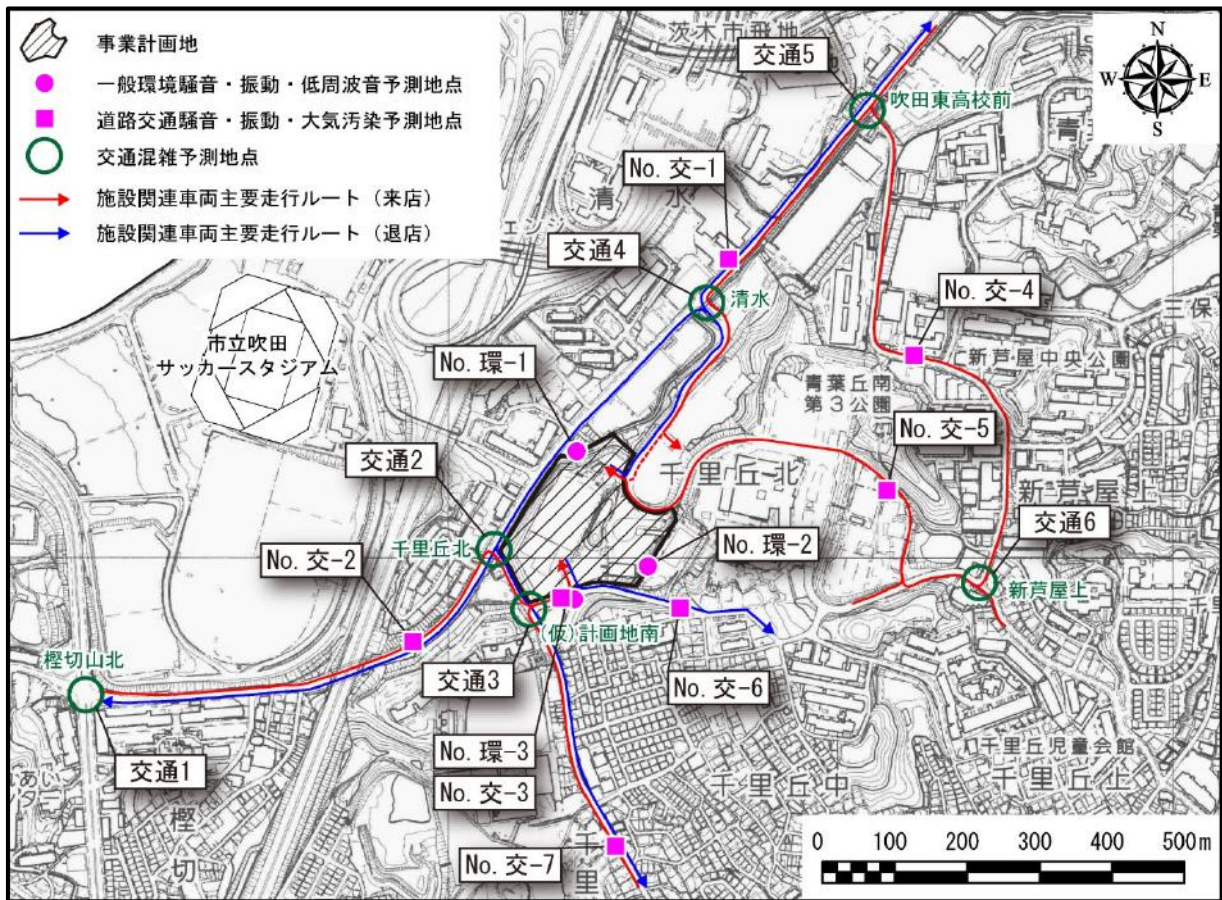 事業計画地
一般環境騒音・振動・低周波音予測地点
道路交通騒音・振動・大気汚染予測地点
交通混雑予測地点
施設関連車両主要走行ルート（来店）
施設関連車両主要走行ルート（退店）
茨木市飛地
交通5
吹田東高校前
N
W
E
S
青
No. 交-1
清水
ェンジ
交通4
清水
No. 交-4
三保
新芦屋中央公園
市立吹田
サッカースタジアム
No. 環-1
青葉丘南
第3公園
No. 交-5
交通2
千里丘北
新芦屋上
交通6
千里丘北
No. 環-2
No. 交-2
新芦屋上
(仮)計画地南
樫切山北
交通3
No. 交-6
交通1
No. 環-3
No. 交-3
千里丘児童会館
千里丘上
千里丘中
樫切
No. 交-7
千里
0 100 200 300 400 500m